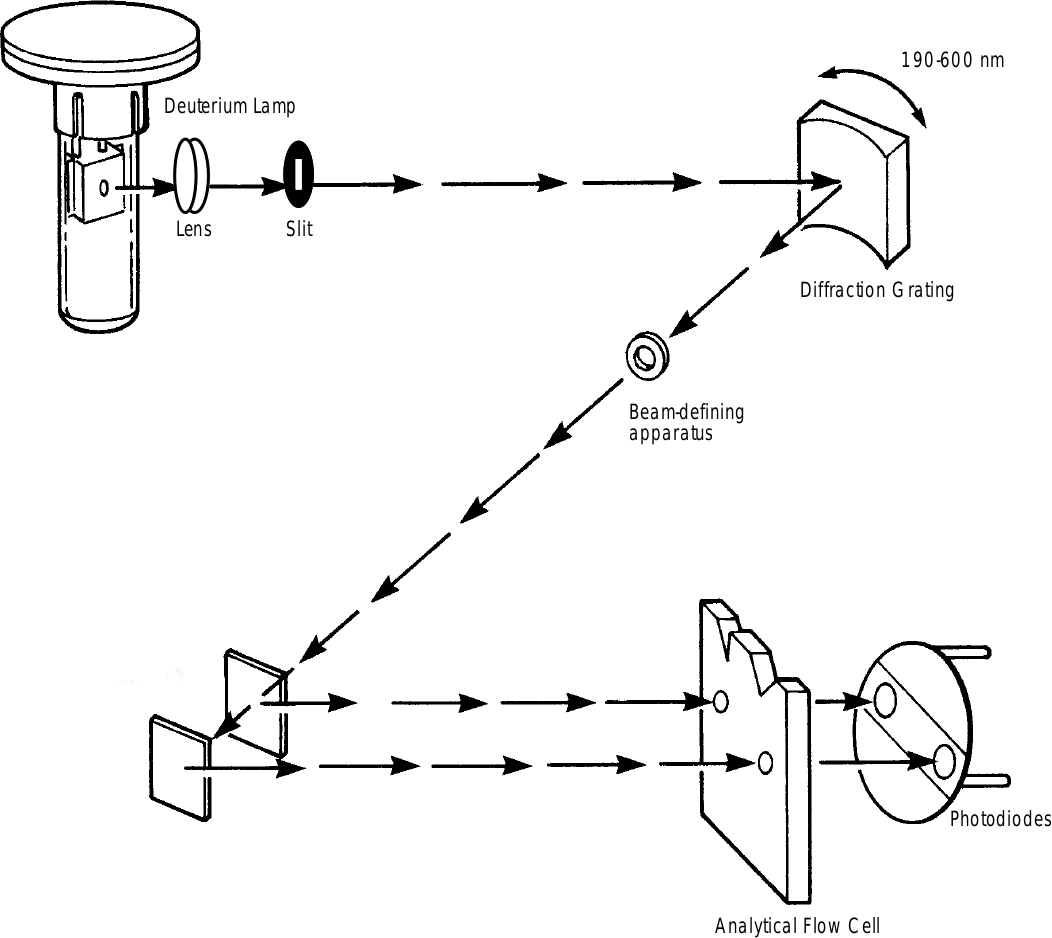 190-600 nm
Deuterium Lamp
Lens
Slit
Diffraction Grating
Beam-defining
apparatus
Photodiodes
Analytical Flow Cell